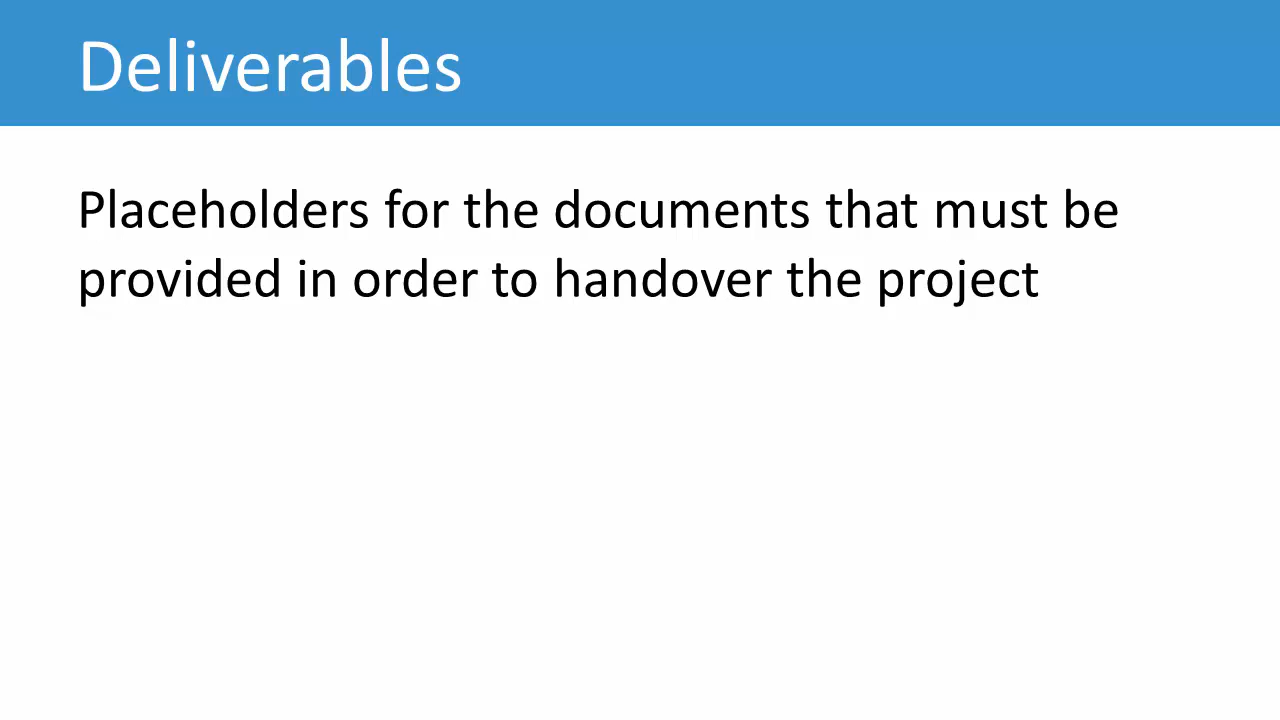 Deliverables
Placeholders for the documents that must be
provided in order to handover the project